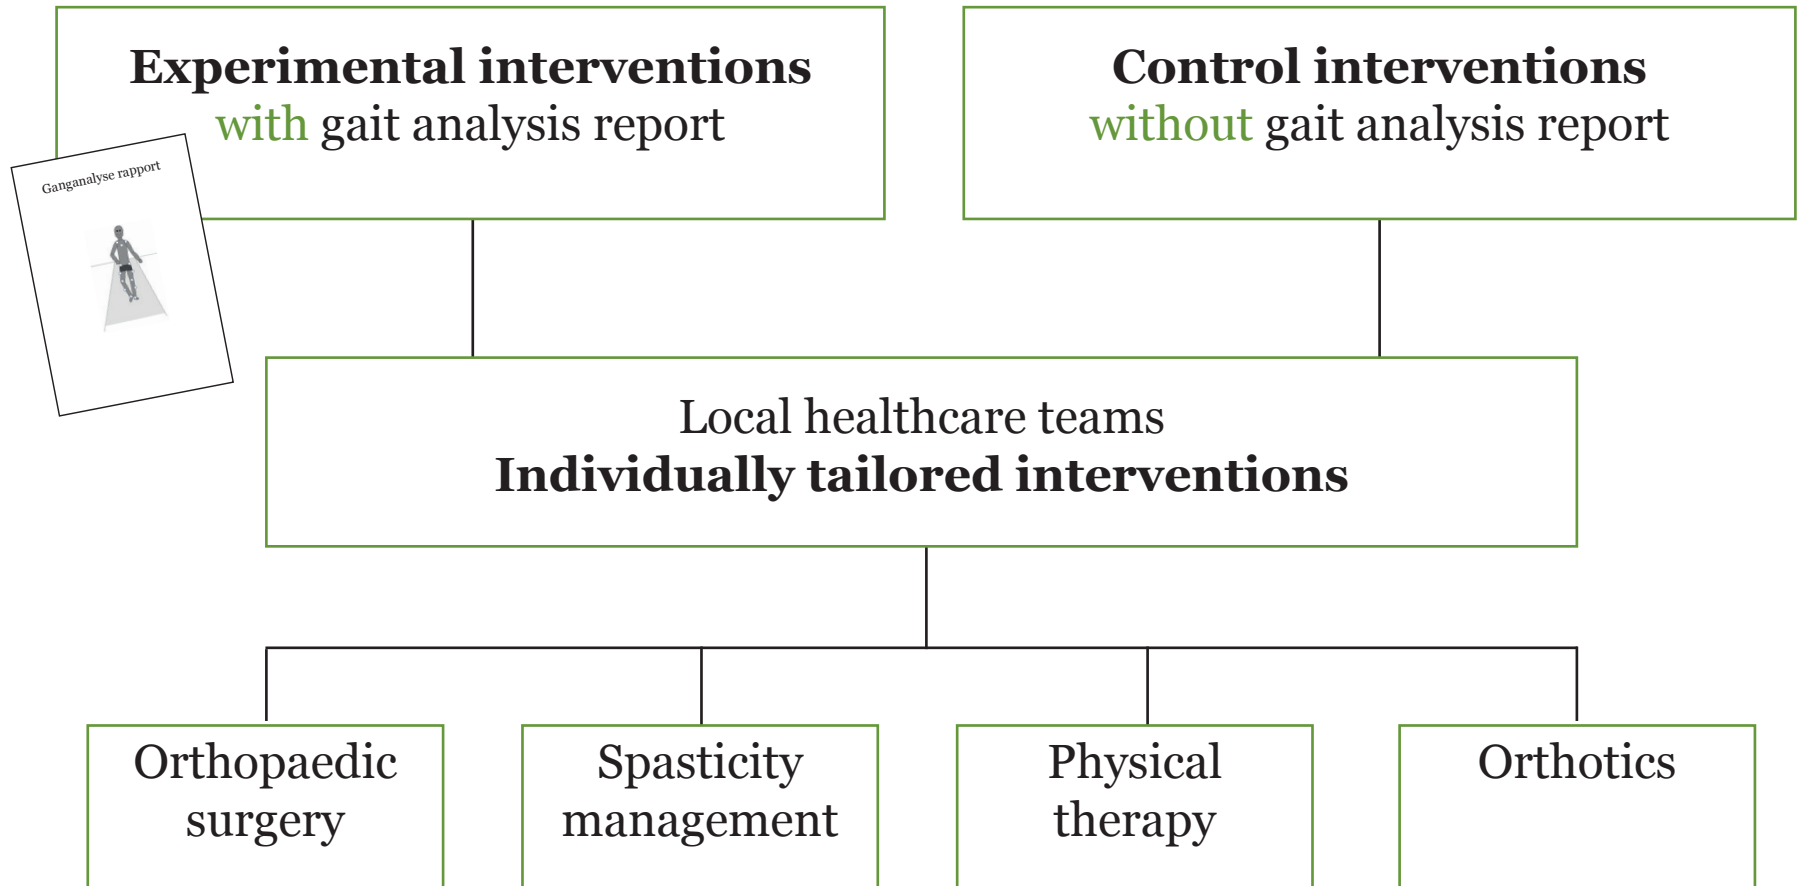 Experimental interventions
with gait analysis report
Control interventions
without gait analysis report
Ganganalyse rapport
Local healthcare teams
Individually tailored interventions
Orthopaedic
surgery
Spasticity
management
Physical
therapy
Orthotics